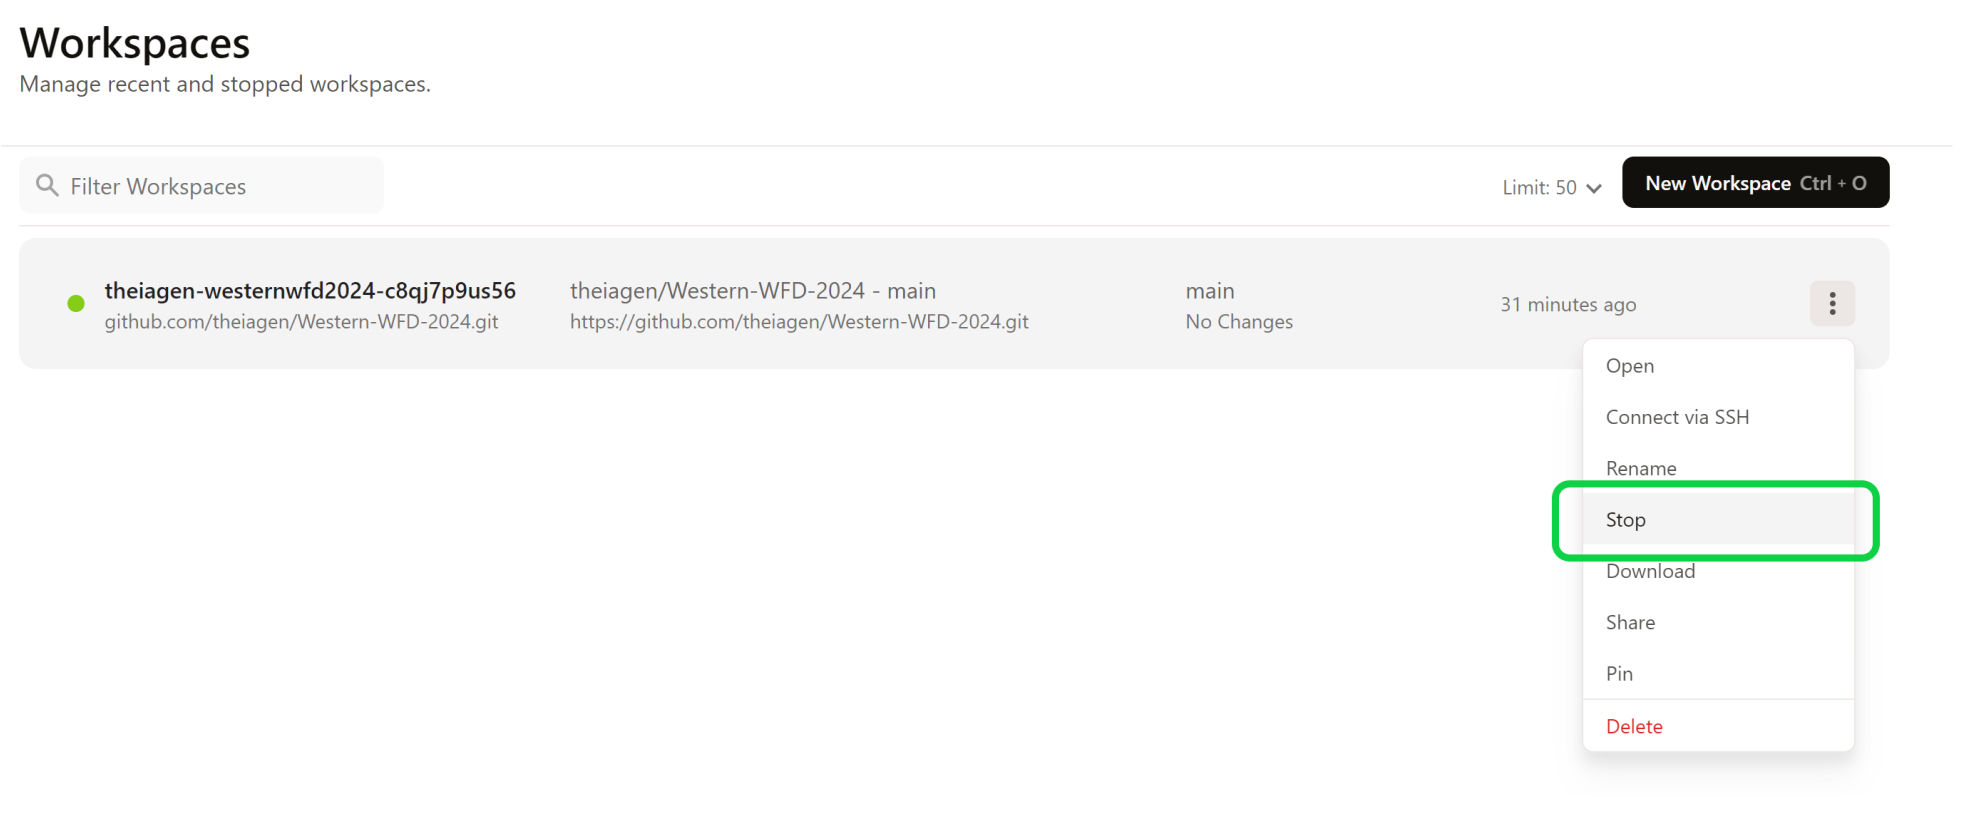 Workspaces
Manage recent and stopped workspaces.
Filter Workspaces
Limit: 50
New Workspace Ctrl + O
theiagen-westernwfd2024-c8qj7p9us56
github.com/theiagen/Western-WFD-2024.git
theiagen/Western-WFD-2024 - main
https://github.com/theiagen/Western-WFD-2024.git
main
No Changes
31 minutes ago
Open
Connect via SSH
Rename
Stop
Download
Share
Pin
Delete